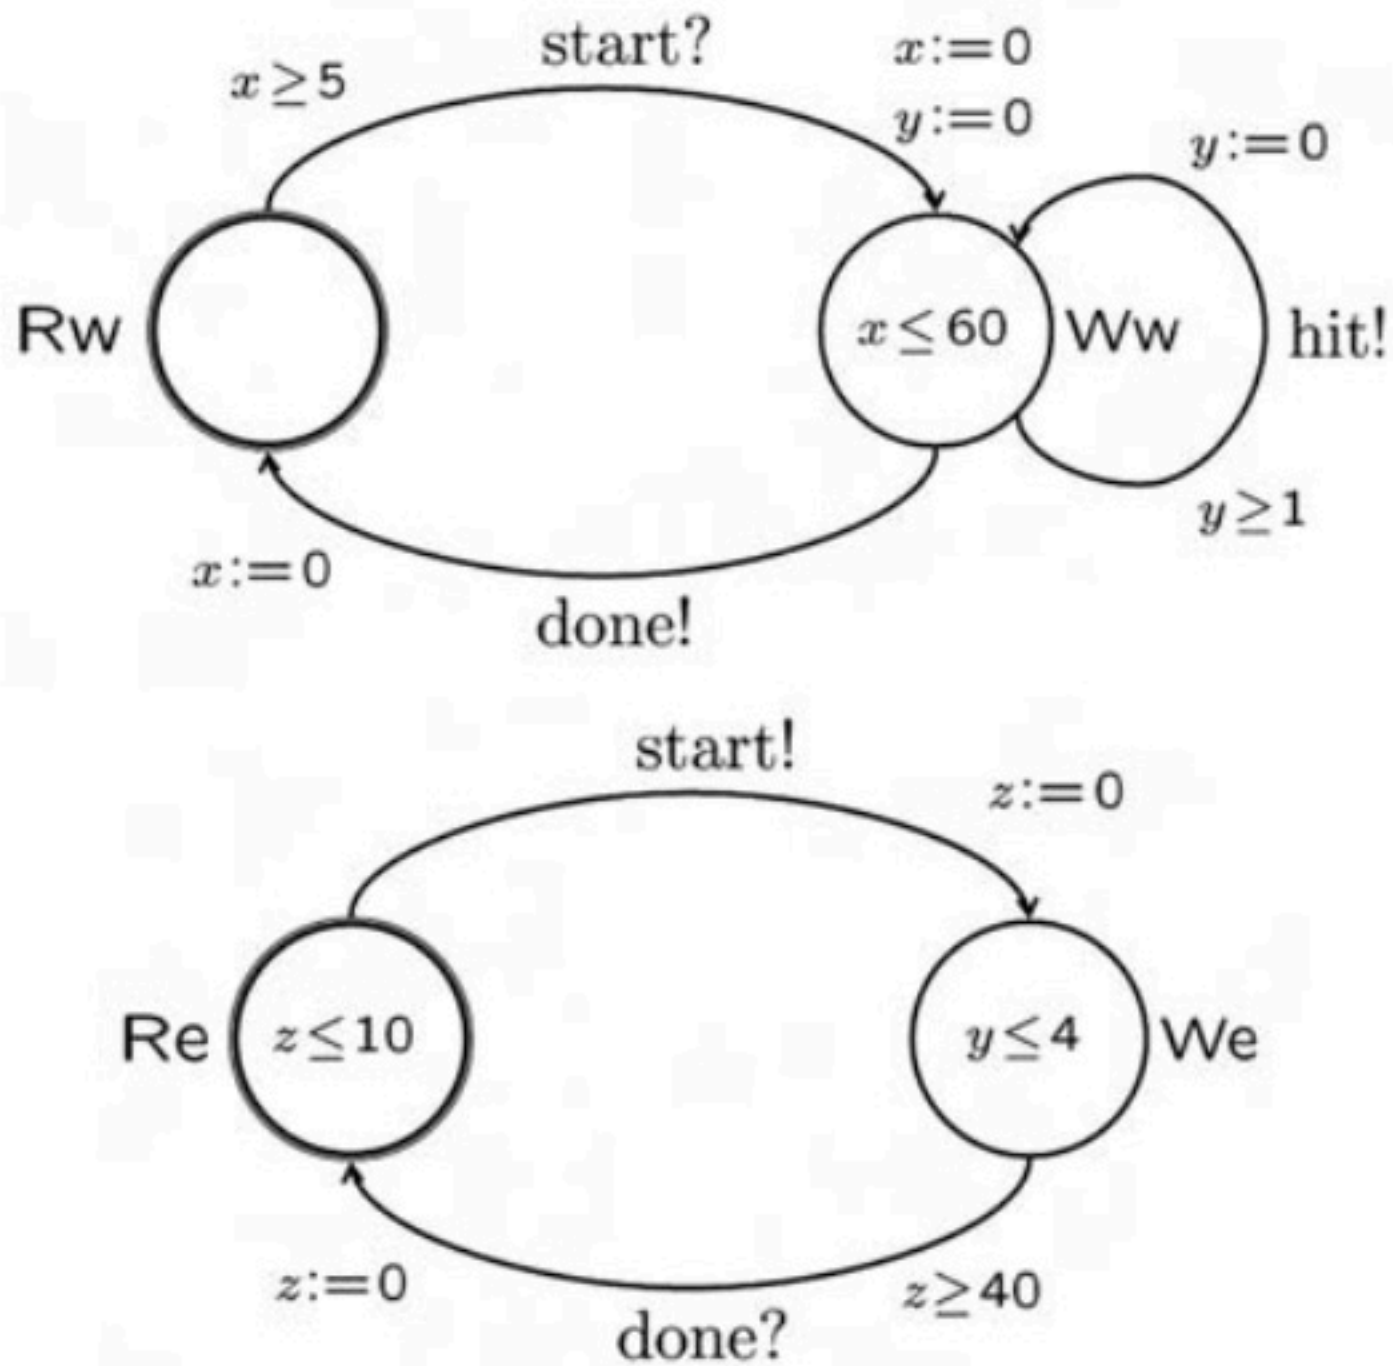 start?
x≥5
x:=0
y:=0
y:=0
Rw
x≤60
Ww
hit!
y≥1
x:=0
done!
start!
z:=0
Re
z≤10
y≤4
We
z:=0
z≥40
done?